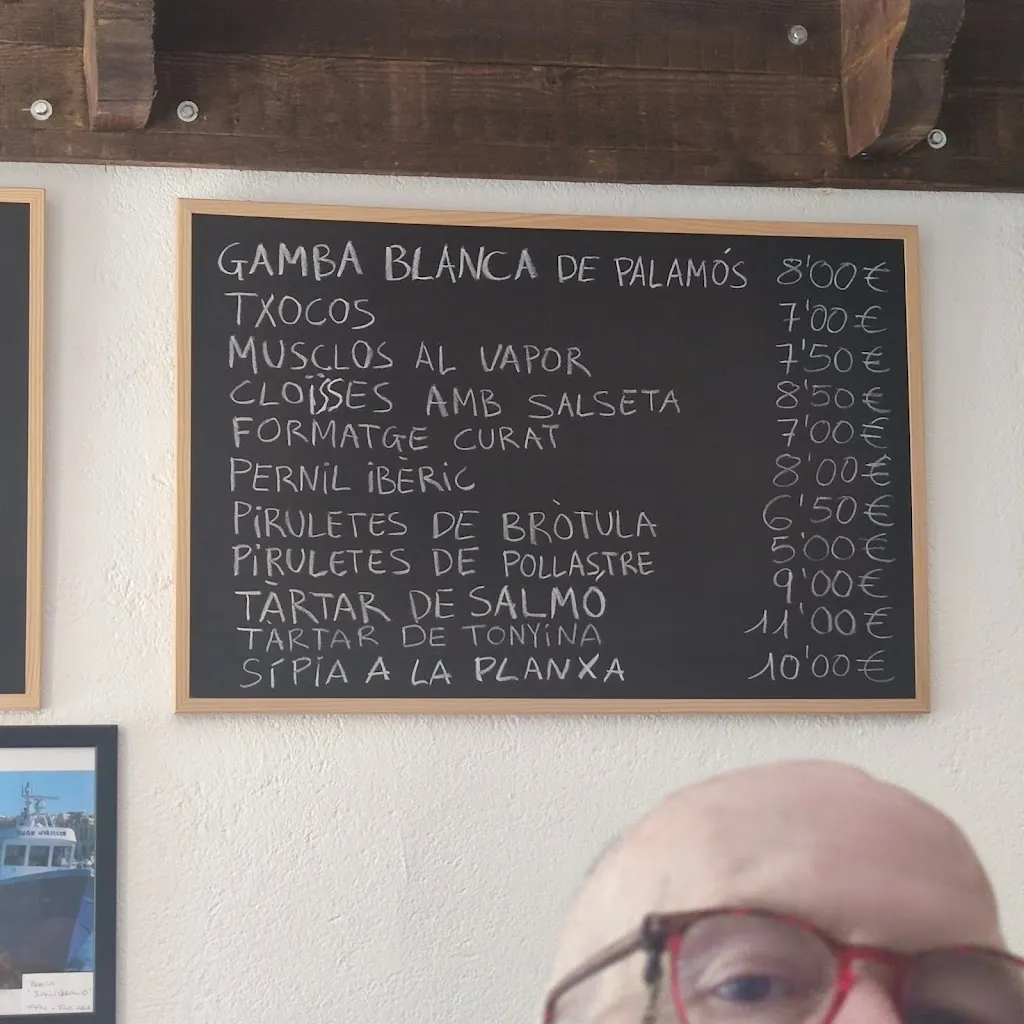 GAMBA BLANCA DE PALAMÓS 8'00 €
TXOCOS 7'00 €
MUSCLOS AL VAPOR 7'50 €
CLOÏSSES AMB SALSETA 8'50 €
FORMATGE CURAT 7'00 €
PERNIL IBÈRIC 8'00 €
PIRULETES DE BRÒTULA 6'50 €
PIRULETES DE POLLASTRE 5'00 €
TÀRTAR DE SALMÓ 9'00 €
TÀRTAR DE TONYINA 11'00 €
SÍPIA A LA PLANXA 10'00 €
BARCA